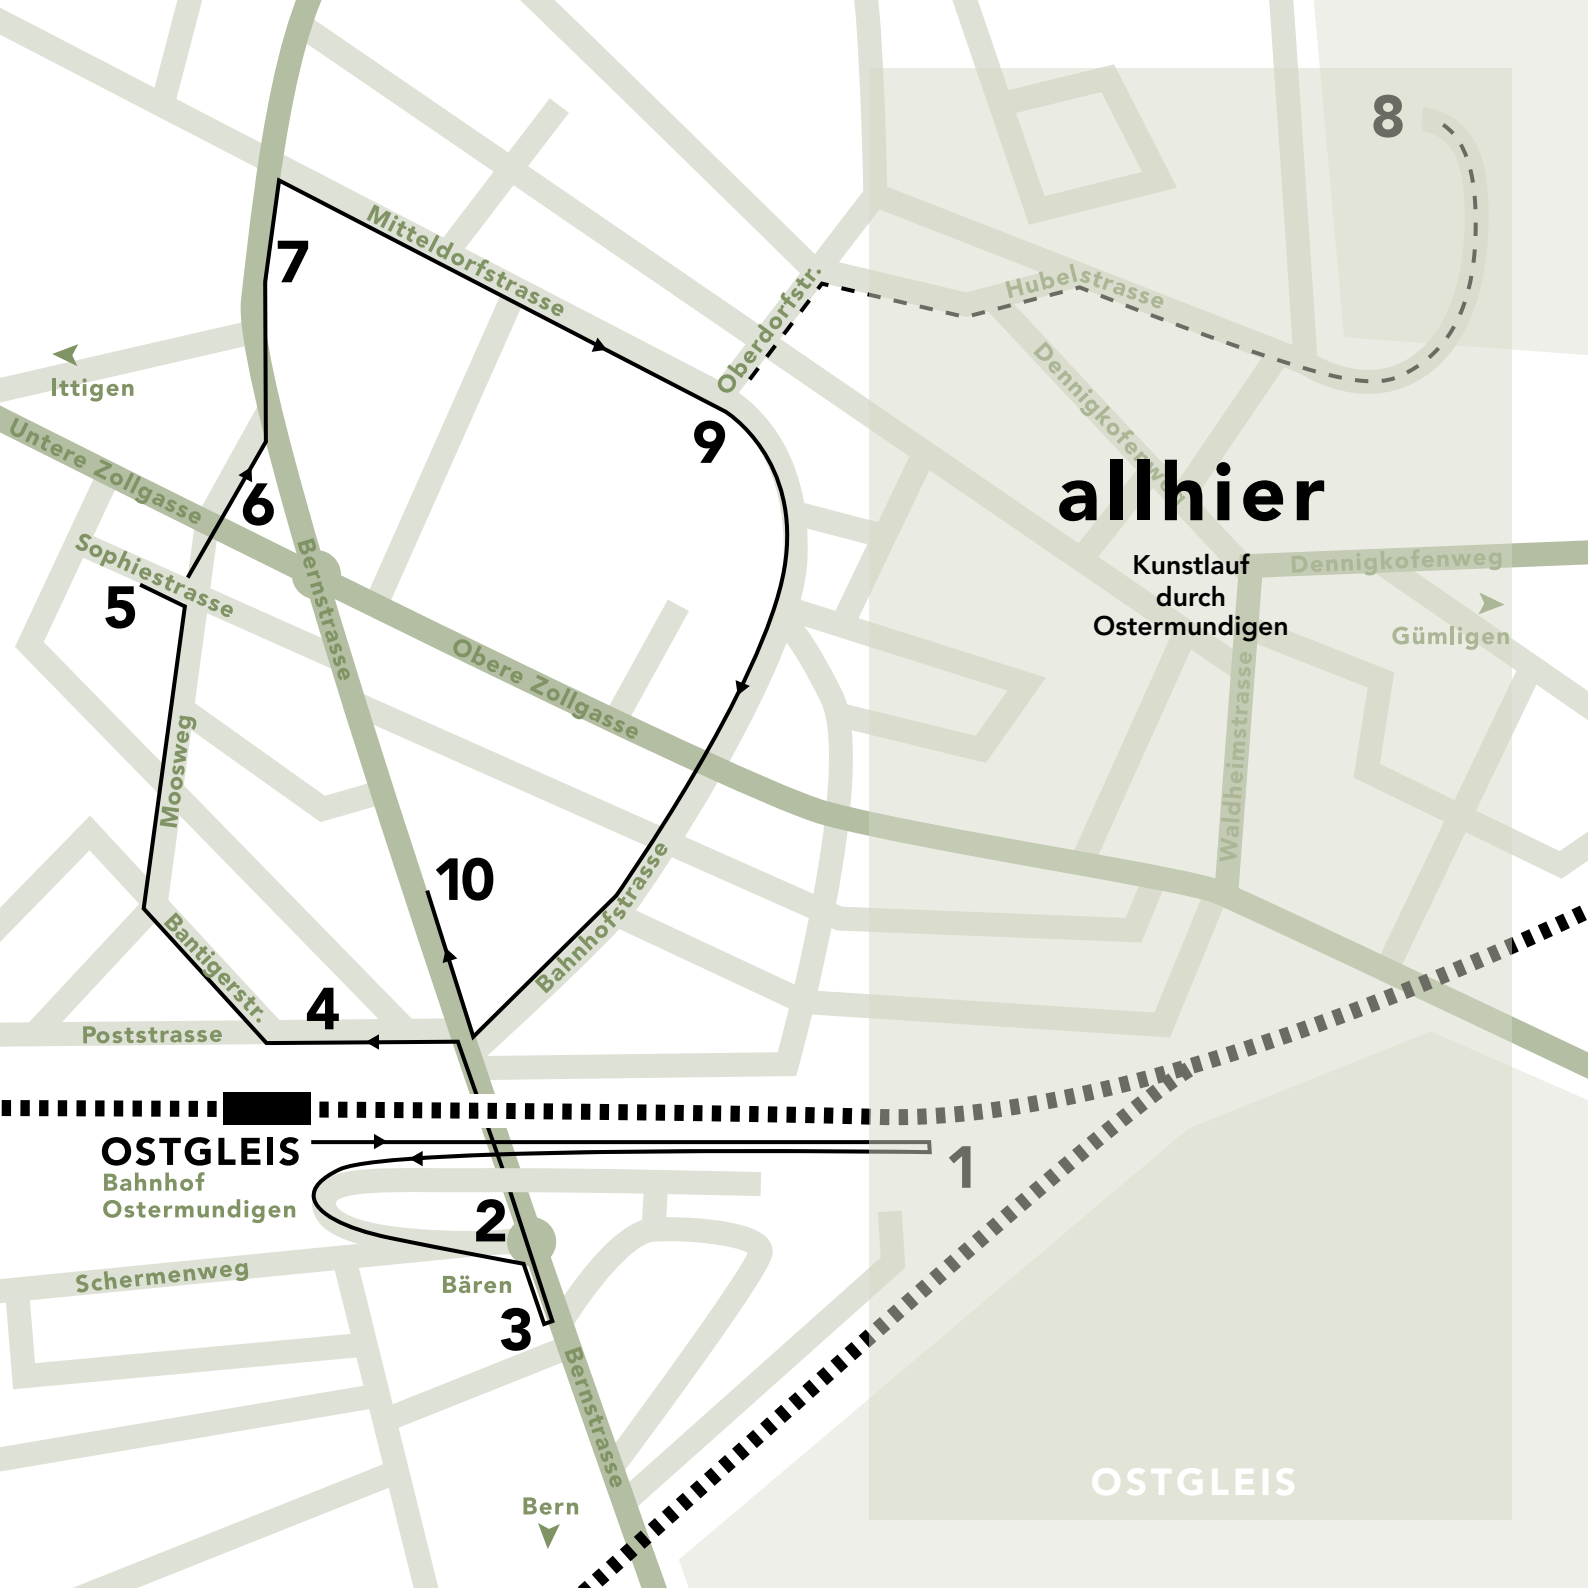 8
7
Mitteldorfstrasse
Oberdorfstr.
Hubelstrasse
Dennigkofenweg
Ittigen
Untere Zollgasse
9
6
allhier
Kunstlauf
durch
Ostermundigen
Dennigkofenweg
Gümligen
Sophiestrasse
5
Bernstrasse
Obere Zollgasse
Waldheimstrasse
Moosweg
10
Bahnhofstrasse
Bantigerstr.
4
Poststrasse
OSTGLEIS
Bahnhof
Ostermundigen
1
2
Schermenweg
Bären
3
Bernstrasse
OSTGLEIS
Bern